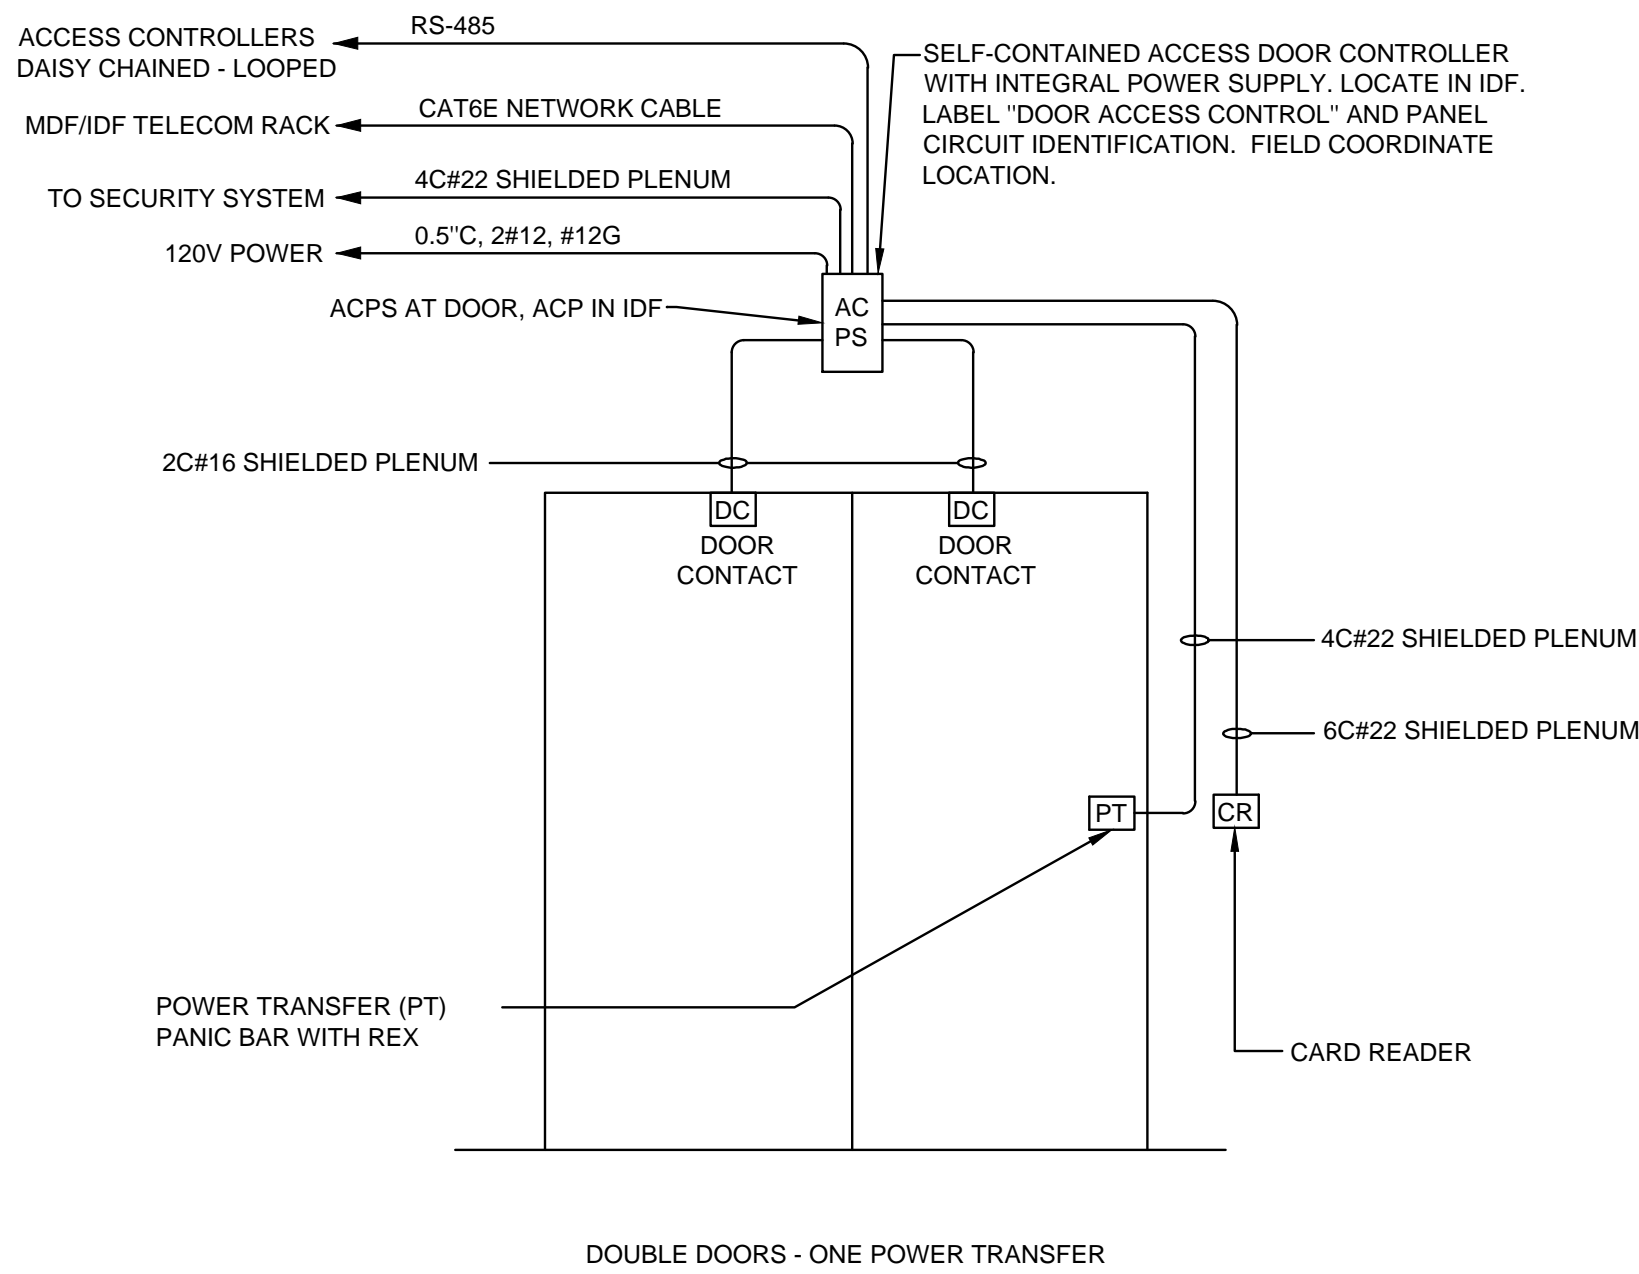 RS-485
ACCESS CONTROLLERS
DAISY CHAINED - LOOPED
SELF-CONTAINED ACCESS DOOR CONTROLLER
WITH INTEGRAL POWER SUPPLY. LOCATE IN IDF.
LABEL "DOOR ACCESS CONTROL" AND PANEL
CIRCUIT IDENTIFICATION.  FIELD COORDINATE
LOCATION.
CAT6E NETWORK CABLE
MDF/IDF TELECOM RACK
4C#22 SHIELDED PLENUM
TO SECURITY SYSTEM
0.5"C, 2#12, #12G
120V POWER
ACPS AT DOOR, ACP IN IDF
AC
PS
2C#16 SHIELDED PLENUM
DC
DOOR
CONTACT
DC
DOOR
CONTACT
4C#22 SHIELDED PLENUM
6C#22 SHIELDED PLENUM
PT
CR
POWER TRANSFER (PT)
PANIC BAR WITH REX
CARD READER
DOUBLE DOORS - ONE POWER TRANSFER